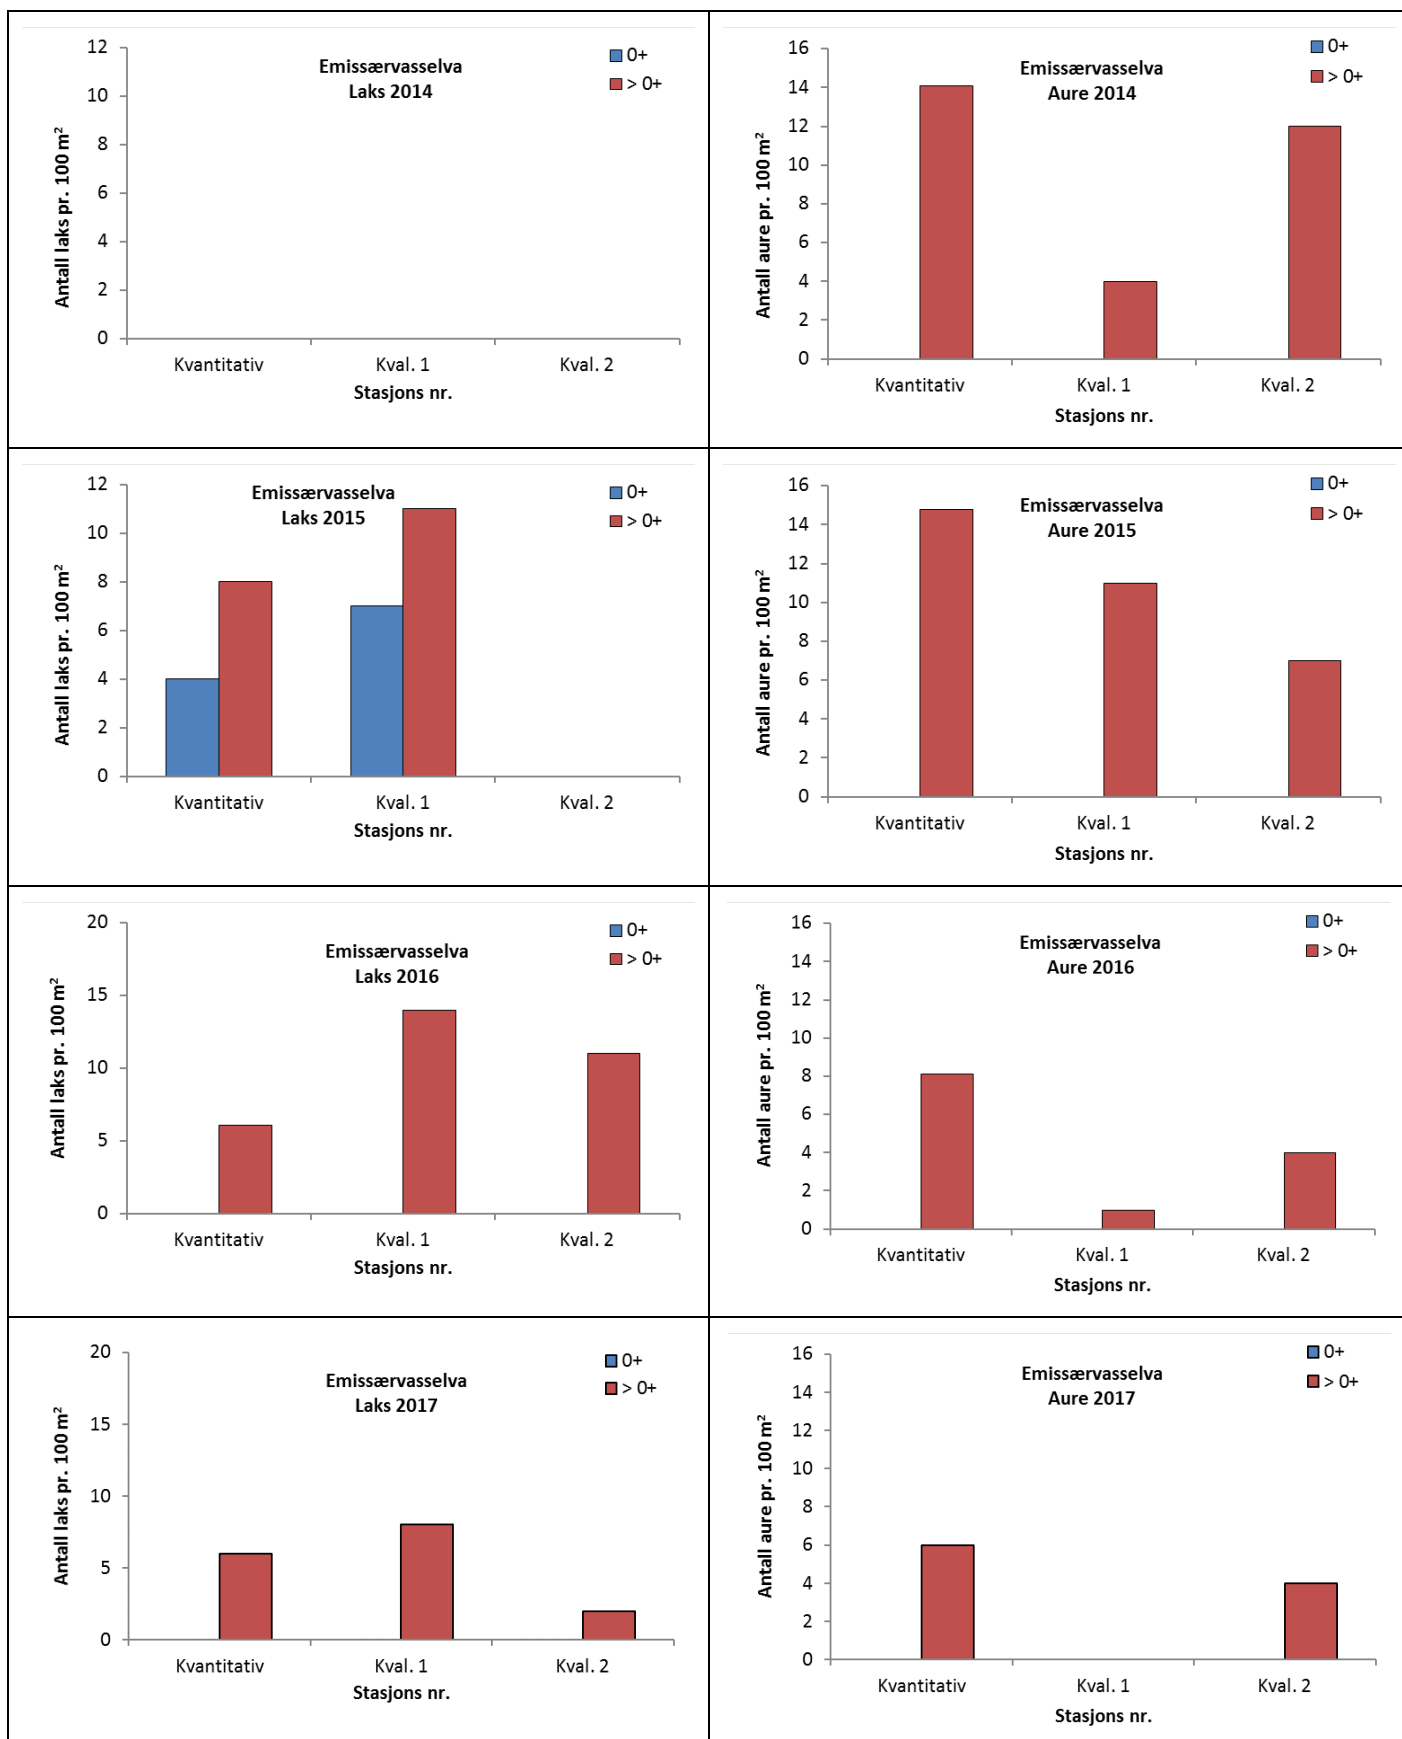 Emissærvasselva
Laks 2014
0+
> 0+
Antall laks pr. 100 m²
12
10
8
6
4
2
0
Kvantitativ Kval. 1 Kval. 2
Stasjons nr.
Emissærvasselva
Aure 2014
0+
> 0+
Antall aure pr. 100 m²
16
14
12
10
8
6
4
2
0
Kvantitativ Kval. 1 Kval. 2
Stasjons nr.
Emissærvasselva
Laks 2015
0+
> 0+
Antall laks pr. 100 m²
12
10
8
6
4
2
0
Kvantitativ Kval. 1 Kval. 2
Stasjons nr.
Emissærvasselva
Aure 2015
0+
> 0+
Antall aure pr. 100 m²
16
14
12
10
8
6
4
2
0
Kvantitativ Kval. 1 Kval. 2
Stasjons nr.
Emissærvasselva
Laks 2016
0+
> 0+
Antall laks pr. 100 m²
20
15
10
5
0
Kvantitativ Kval. 1 Kval. 2
Stasjons nr.
Emissærvasselva
Aure 2016
0+
> 0+
Antall aure pr. 100 m²
16
14
12
10
8
6
4
2
0
Kvantitativ Kval. 1 Kval. 2
Stasjons nr.
Emissærvasselva
Laks 2017
0+
> 0+
Antall laks pr. 100 m²
20
15
10
5
0
Kvantitativ Kval. 1 Kval. 2
Stasjons nr.
Emissærvasselva
Aure 2017
0+
> 0+
Antall aure pr. 100 m²
16
14
12
10
8
6
4
2
0
Kvantitativ Kval. 1 Kval. 2
Stasjons nr.